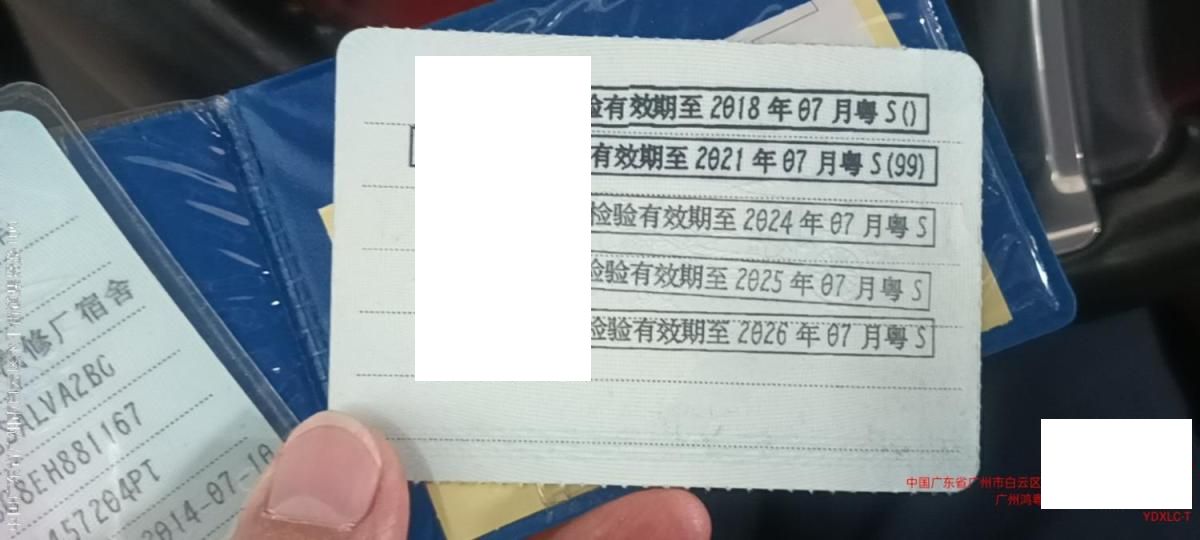 验有效期至 2018 年 07 月粤 S()
有效期至 2021 年 07 月粤 S(99)
检验有效期至 2024 年 07 月粤 S
检验有效期至 2025 年 07 月粤 S
检验有效期至 2026 年 07 月粤 S
修厂宿舍
ALVA2BG
8EH881167
457204PT
2014-07-10
中国广东省广州市白云区
广州鸿粤
YDXLC-T